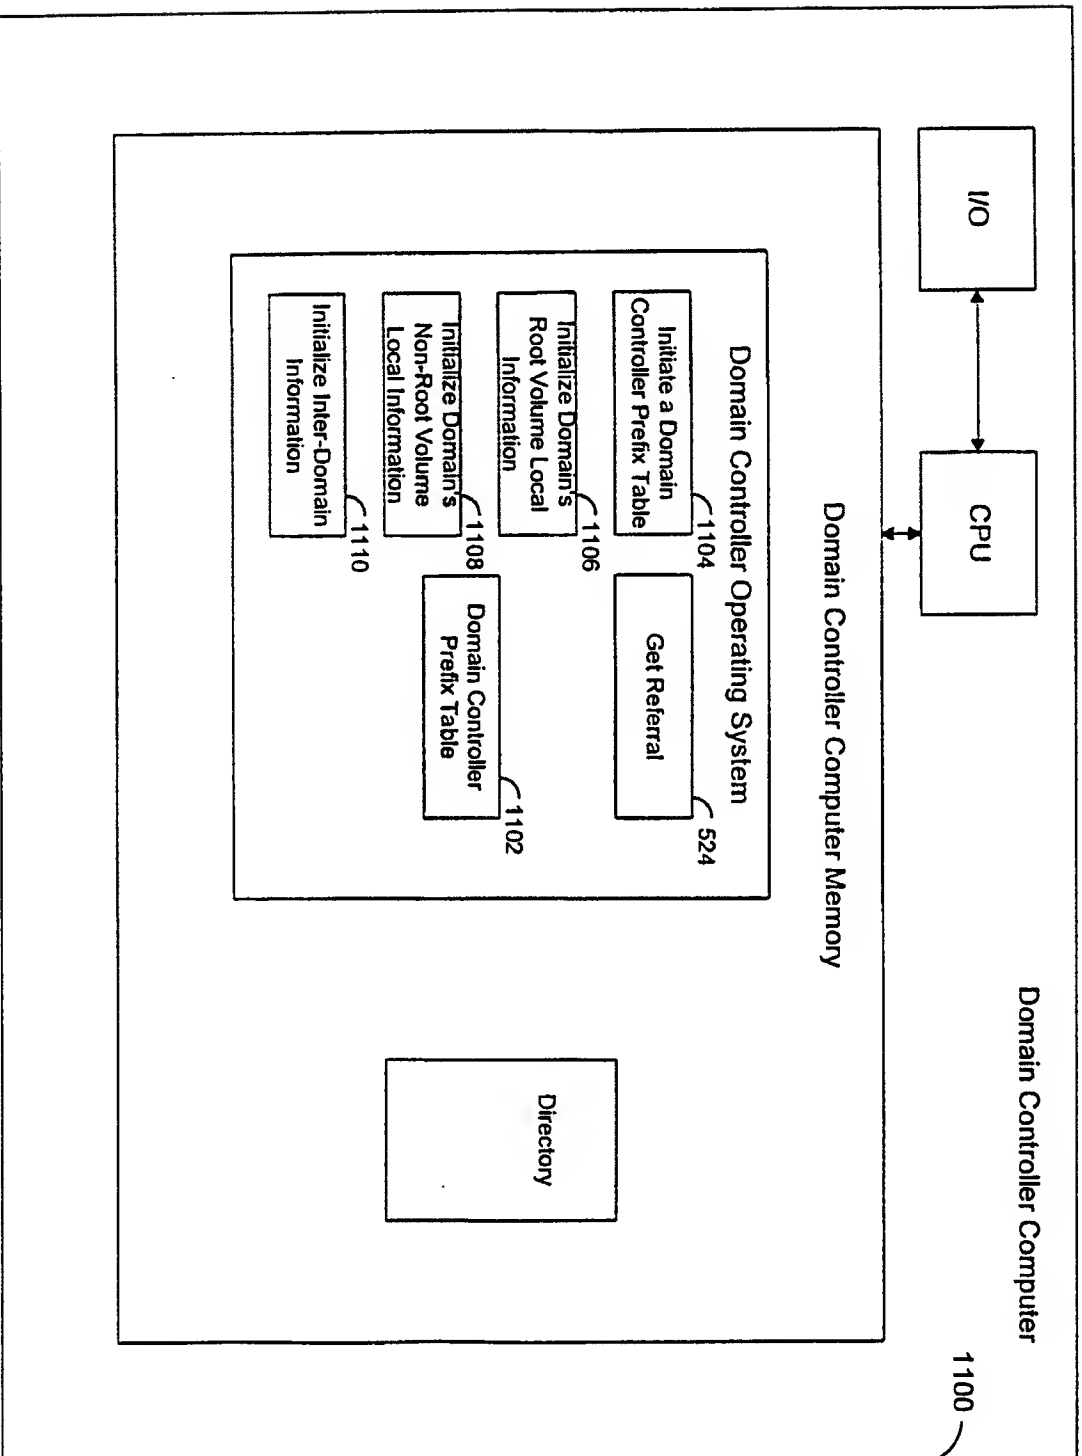 Domain Controller Computer
1100
I/O
CPU
Domain Controller Computer Memory
Domain Controller Operating System
Initiate a Domain
Controller Prefix Table
1104
Get Referral
524
Initialize Domain's
Root Volume Local
Information
1106
Initialize Domain's
Non-Root Volume
Local Information
1108
Domain Controller
Prefix Table
1102
Initialize Inter-Domain
Information
1110
Directory